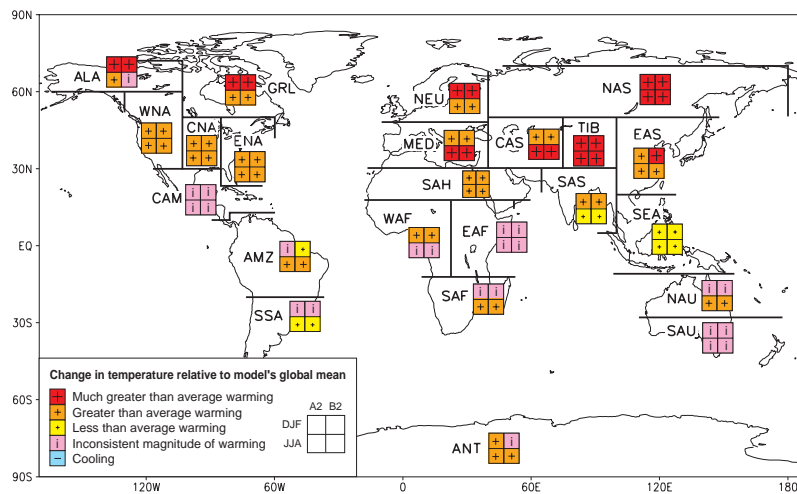 90N
ALA
GRL
NAS
60N
NEU
WNA
CNA
ENA
MED
CAS
TIB
EAS
30N
CAM
SAH
SAS
WAF
EAF
SEA
EQ
AMZ
SAF
NAU
SSA
30S
SAU
Change in temperature relative to model's global mean
Much greater than average warming
Greater than average warming
Less than average warming
Inconsistent magnitude of warming
Cooling
A2 B2
DJF
JJA
60S
ANT
90S
120W 60W 0 60E 120E 180